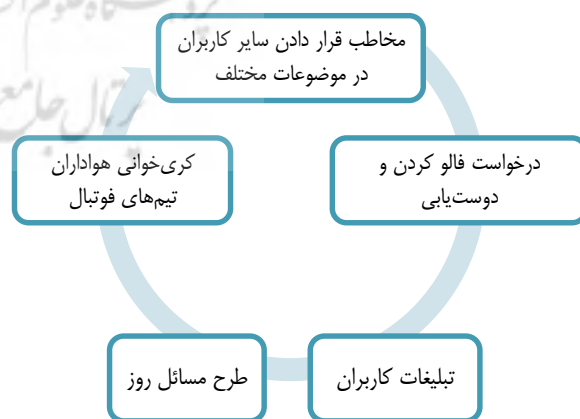 مخاطب قرار دادن سایر کاربران
در موضوعات مختلف
درخواست فالو کردن و
دوست‌یابی
تبلیغات کاربران
طرح مسائل روز
کری‌خوانی هواداران
تیم‌های فوتبال